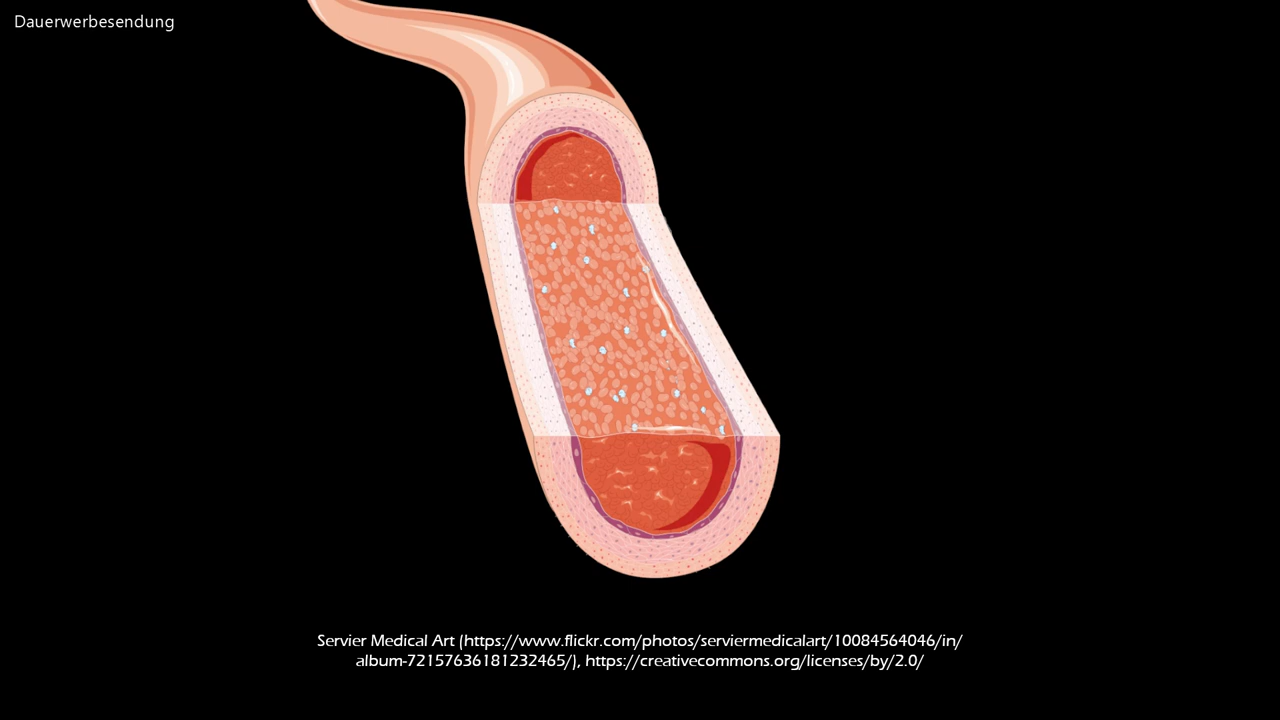 Dauerwerbesendung
Servier Medical Art (https://www.flickr.com/photos/serviermedicalart/10084564046/in/
album-72157636181232465/), https://creativecommons.org/licenses/by/2.0/